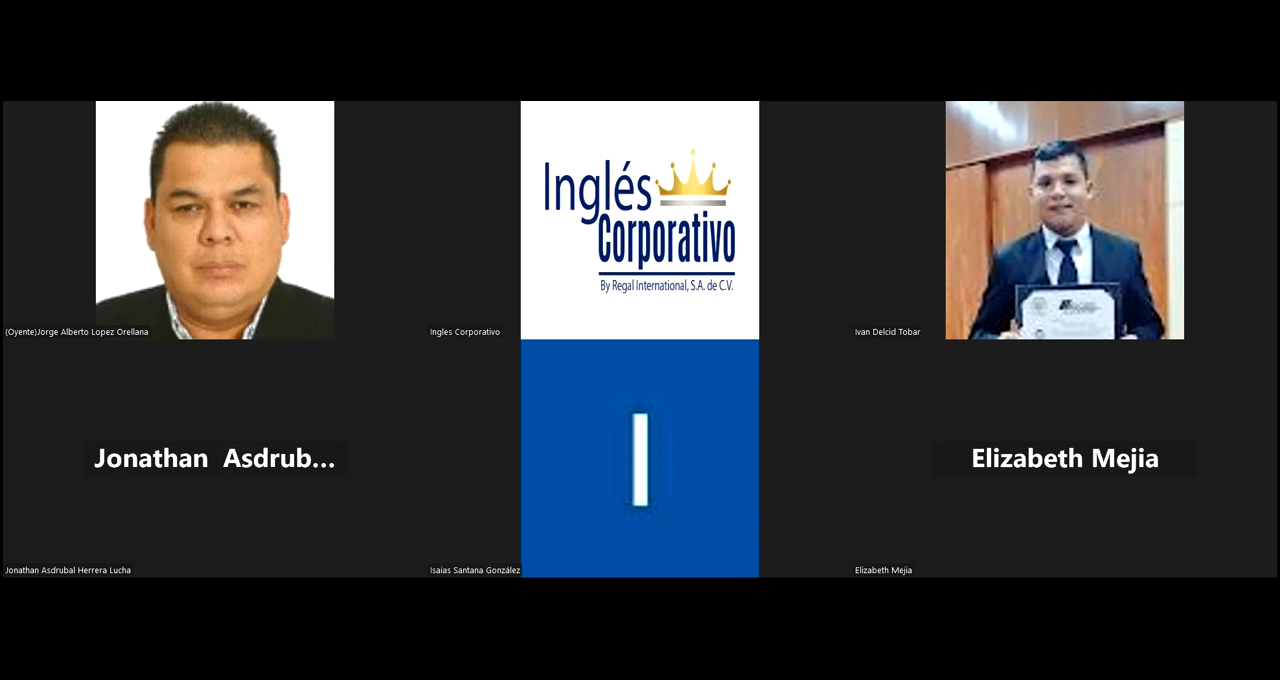 Inglés
Corporativo
By Regal International, S.A. de C.V.
(Oyente)Jorge Alberto Lopez Orellana
Ingles Corporativo
Ivan Delcid Tobar
Jonathan Asdrub...
I
Elizabeth Mejia
Jonathan Asdrubal Herrera Lucha
Isaías Santana González
Elizabeth Mejia